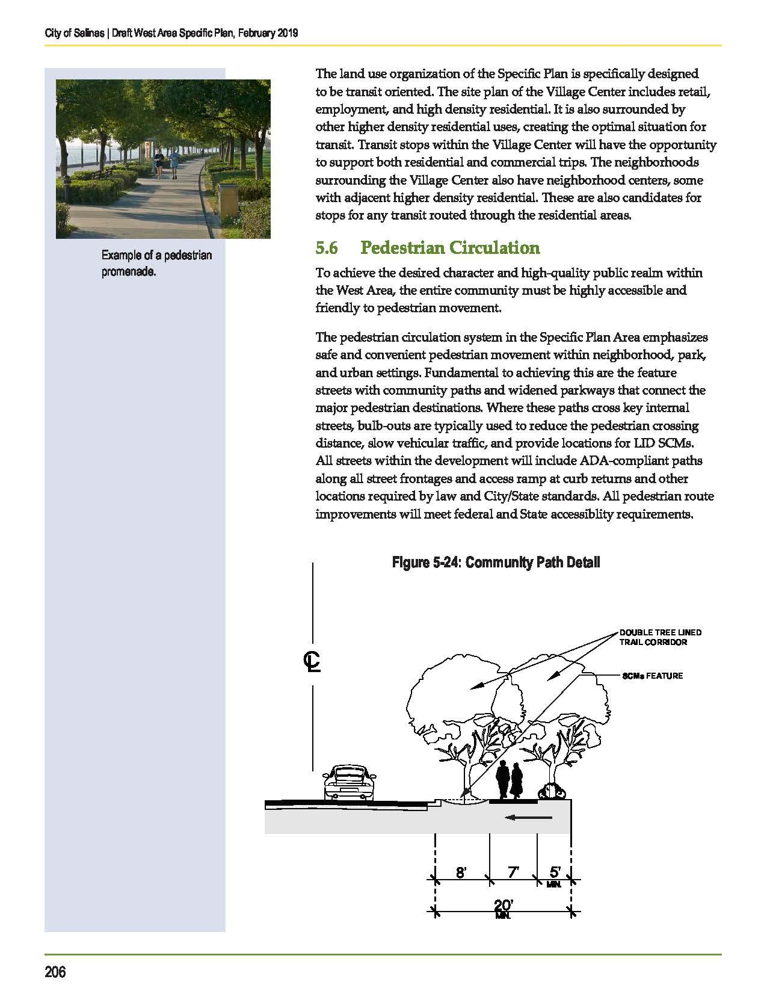 City of Salinas | Draft West Area Specific Plan, February 2019
The land use organization of the Specific Plan is specifically designed
to be transit oriented. The site plan of the Village Center includes retail,
employment, and high density residential. It is also surrounded by
other higher density residential uses, creating the optimal situation for
transit. Transit stops within the Village Center will have the opportunity
to support both residential and commercial trips. The neighborhoods
surrounding the Village Center also have neighborhood centers, some
with adjacent higher density residential. These are also candidates for
stops for any transit routed through the residential areas.
Example of a pedestrian
promenade.
5.6 Pedestrian Circulation
To achieve the desired character and high-quality public realm within
the West Area, the entire community must be highly accessible and
friendly to pedestrian movement.
The pedestrian circulation system in the Specific Plan Area emphasizes
safe and convenient pedestrian movement within neighborhood, park,
and urban settings. Fundamental to achieving this are the feature
streets with community paths and widened parkways that connect the
major pedestrian destinations. Where these paths cross key internal
streets, bulb-outs are typically used to reduce the pedestrian crossing
distance, slow vehicular traffic, and provide locations for LID SCMs.
All streets within the development will include ADA-compliant paths
along all street frontages and access ramp at curb returns and other
locations required by law and City/State standards. All pedestrian route
improvements will meet federal and State accessiblity requirements.
Figure 5-24: Community Path Detail
DOUBLE TREE LINED
TRAIL CORRIDOR
℄
SCMs FEATURE
8' 7' 5'
MIN.
20'
MIN.
206